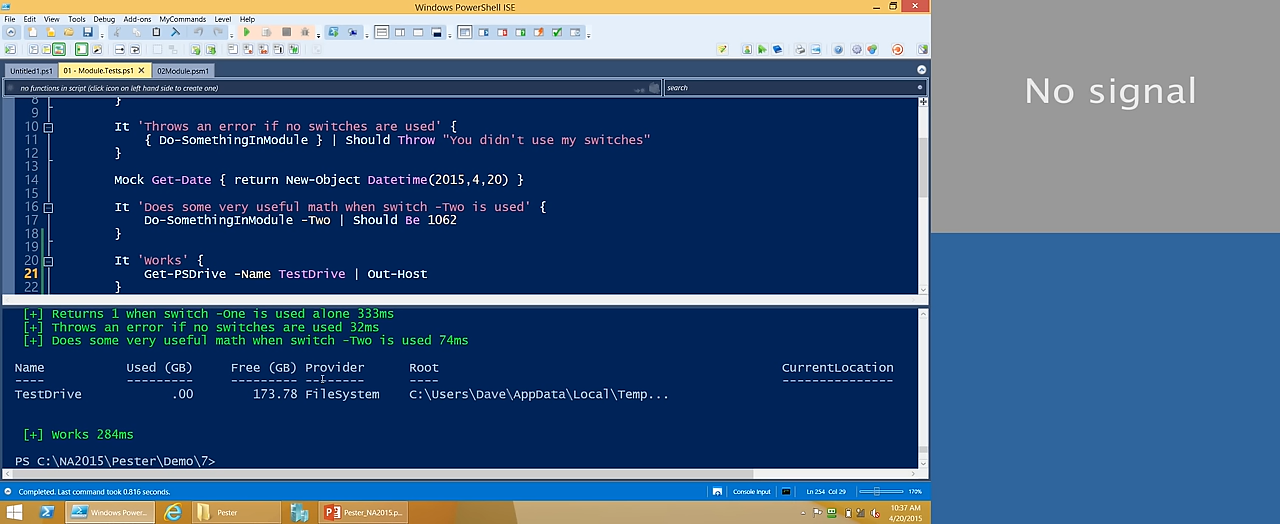 Windows PowerShell ISE
File Edit View Tools Debug Add-ons MyCommands Level Help
Untitled1.ps1 01 - Module.Tests.ps1 02Module.psm1
no functions in script (click icon on left hand side to create one)
search
8 }
9
10 It 'Throws an error if no switches are used' {
11 { Do-SomethingInModule } | Should Throw "You didn't use my switches"
12 }
13
14 Mock Get-Date { return New-Object Datetime(2015,4,20) }
15
16 It 'Does some very useful math when switch -Two is used' {
17 Do-SomethingInModule -Two | Should Be 1062
18 }
19
20 It 'Works' {
21 Get-PSDrive -Name TestDrive | Out-Host
22 }
[+] Returns 1 when switch -One is used alone 333ms
[+] Throws an error if no switches are used 32ms
[+] Does some very useful math when switch -Two is used 74ms
Name Used (GB) Free (GB) Provider Root CurrentLocation
---- --------- --------- -------- ---- ---------------
TestDrive .00 173.78 FileSystem C:\Users\Dave\AppData\Local\Temp...
[+] Works 284ms
PS C:\NA2015\Pester\Demo\7>
Completed. Last command took 0.816 seconds.
Console Input
Ln 254 Col 29
170%
Windows Power...
Pester
Pester_NA2015.p...
10:37 AM
4/20/2015
No signal